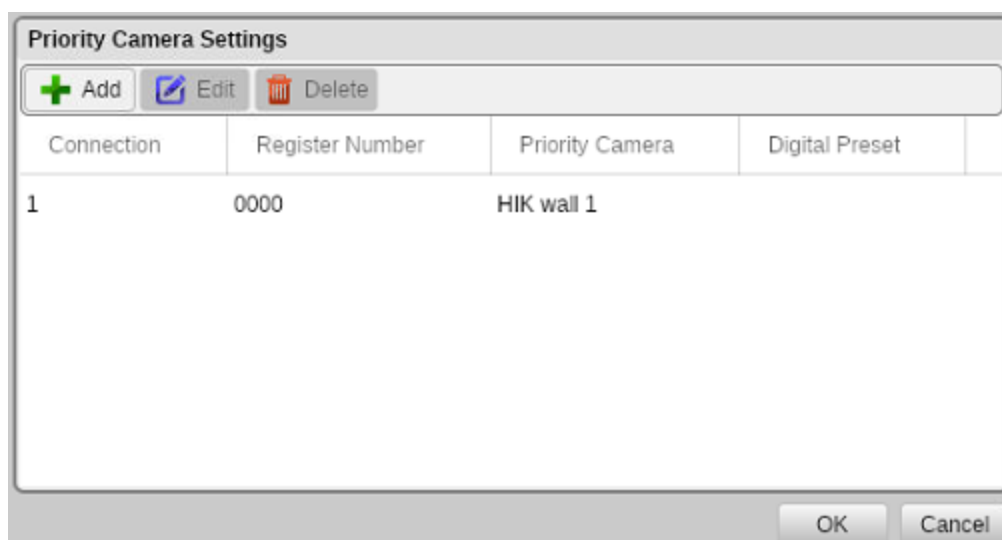 Priority Camera Settings
Add Edit Delete
Connection Register Number Priority Camera Digital Preset
1 0000 HIK wall 1
OK Cancel